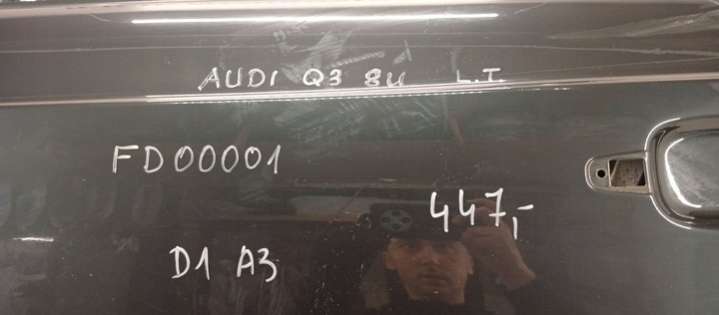 AUDI Q3 8U L.I
FD00001
447,-
D1 A3